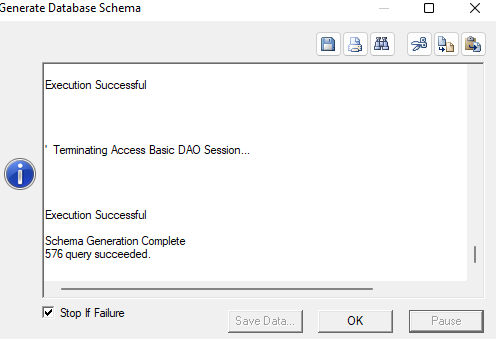 Generate Database Schema
Execution Successful
' Terminating Access Basic DAO Session...
Execution Successful
Schema Generation Complete
576 query succeeded.
Stop If Failure
Save Data...
OK
Pause